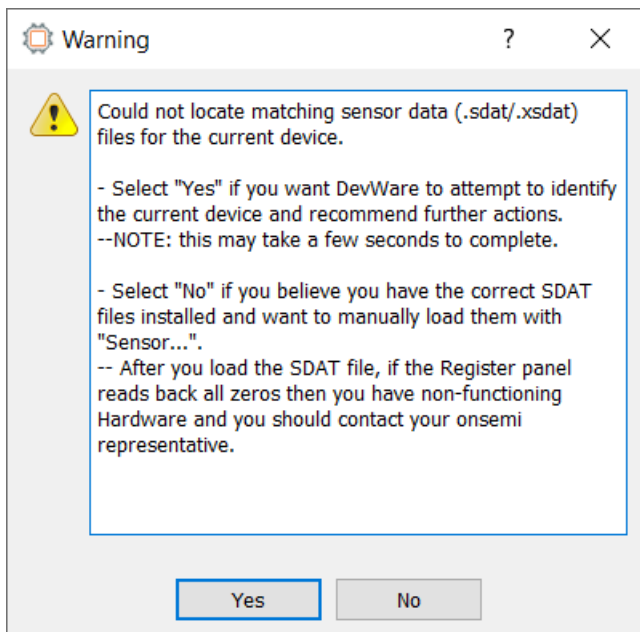 Warning
?
Could not locate matching sensor data (.sdat/.xsdat)
files for the current device.
- Select "Yes" if you want DevWare to attempt to identify
the current device and recommend further actions.
--NOTE: this may take a few seconds to complete.
- Select "No" if you believe you have the correct SDAT
files installed and want to manually load them with
"Sensor...".
-- After you load the SDAT file, if the Register panel
reads back all zeros then you have non-functioning
Hardware and you should contact your onsemi
representative.
Yes
No